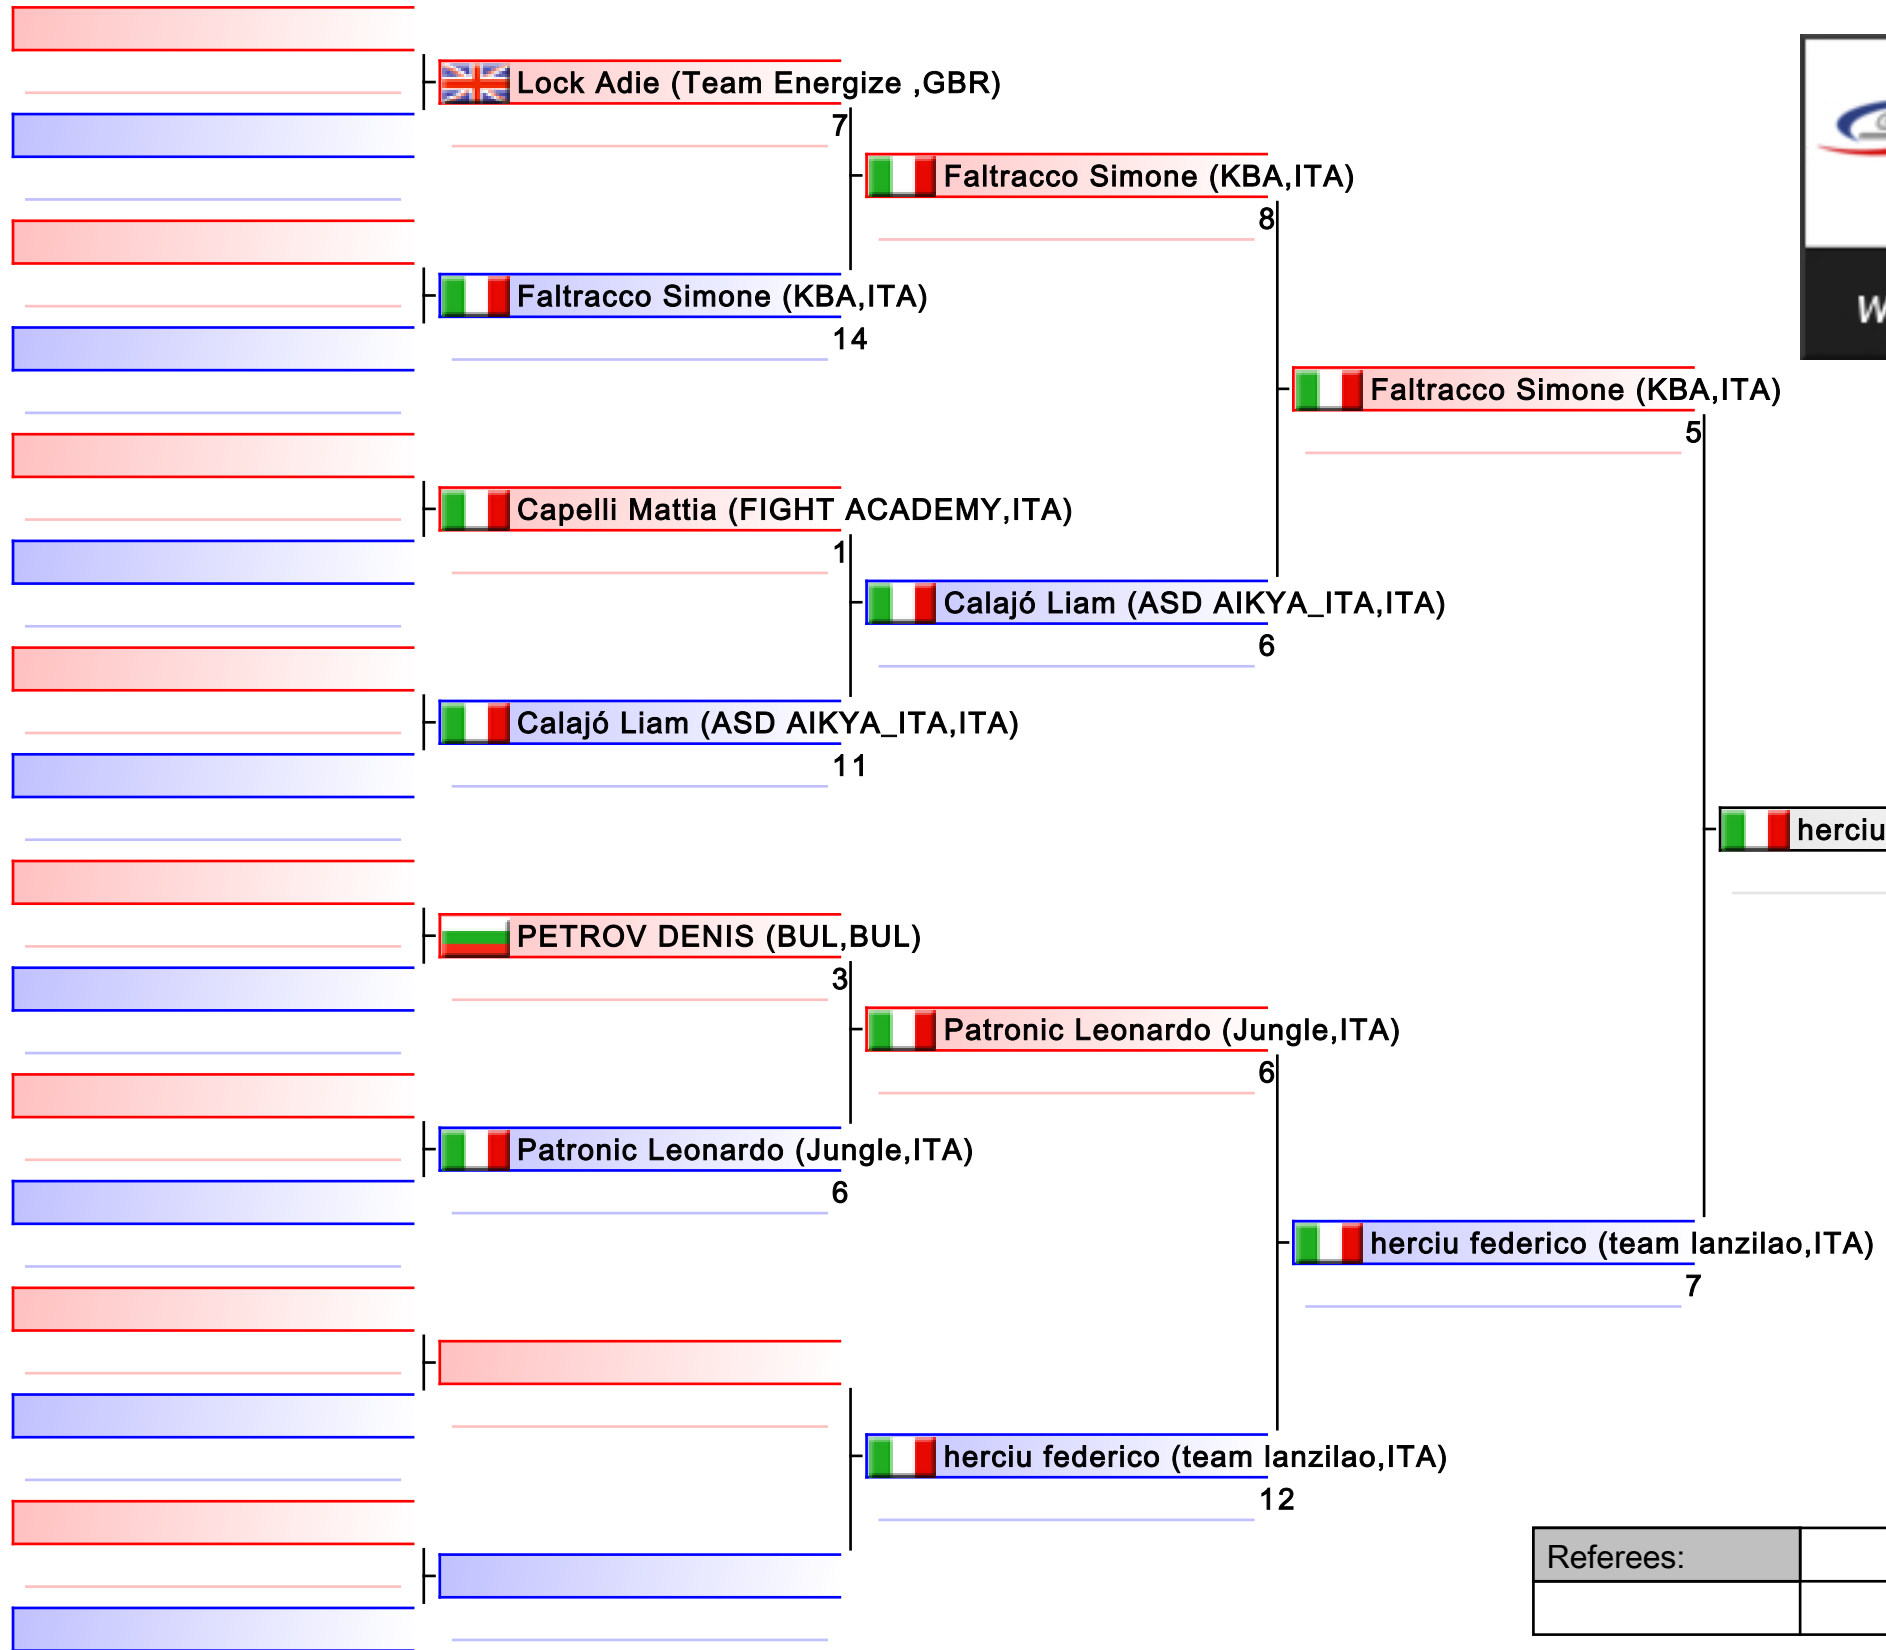 Lock Adie (Team Energize ,GBR)
7
Faltracco Simone (KBA,ITA)
8
Faltracco Simone (KBA,ITA)
14
Faltracco Simone (KBA,ITA)
5
Capelli Mattia (FIGHT ACADEMY,ITA)
1
Calajó Liam (ASD AIKYA_ITA,ITA)
6
Calajó Liam (ASD AIKYA_ITA,ITA)
11
herciu
PETROV DENIS (BUL,BUL)
3
Patronic Leonardo (Jungle,ITA)
6
Patronic Leonardo (Jungle,ITA)
6
herciu federico (team lanzilao,ITA)
7
herciu federico (team lanzilao,ITA)
12
Referees: